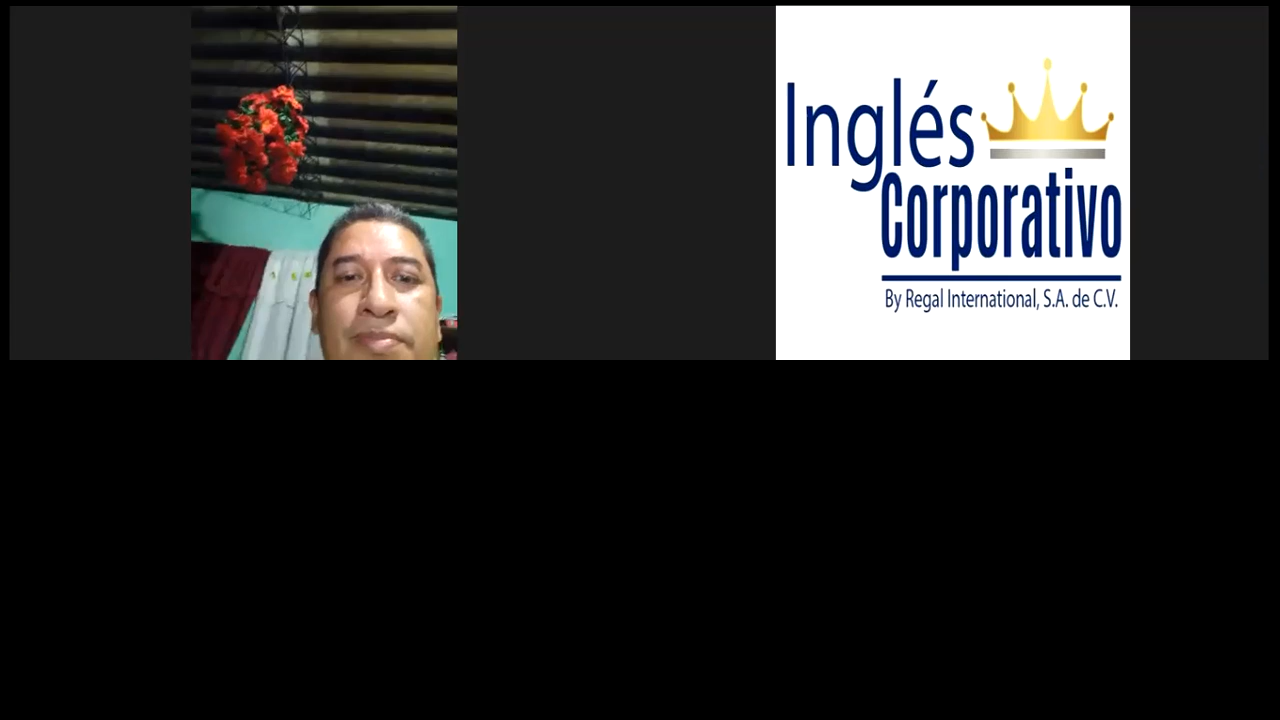 Inglés
Corporativo
By Regal International, S.A. de C.V.